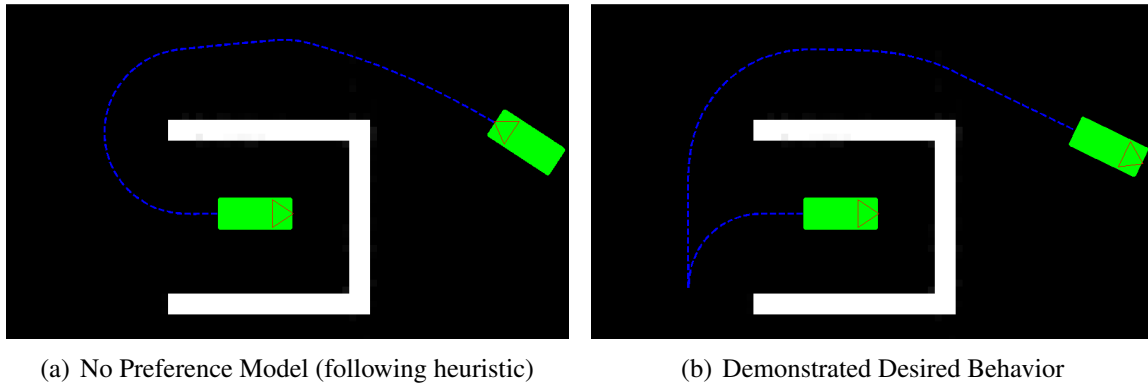 (a) No Preference Model (following heuristic)
(b) Demonstrated Desired Behavior